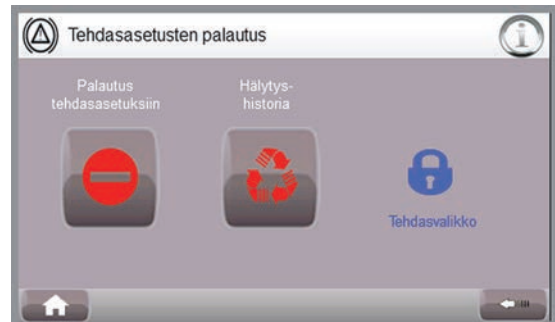 Tehdasasetusten palautus
Palautus
tehdasasetuksiin
Hälytys-
historia
Tehdasvalikko